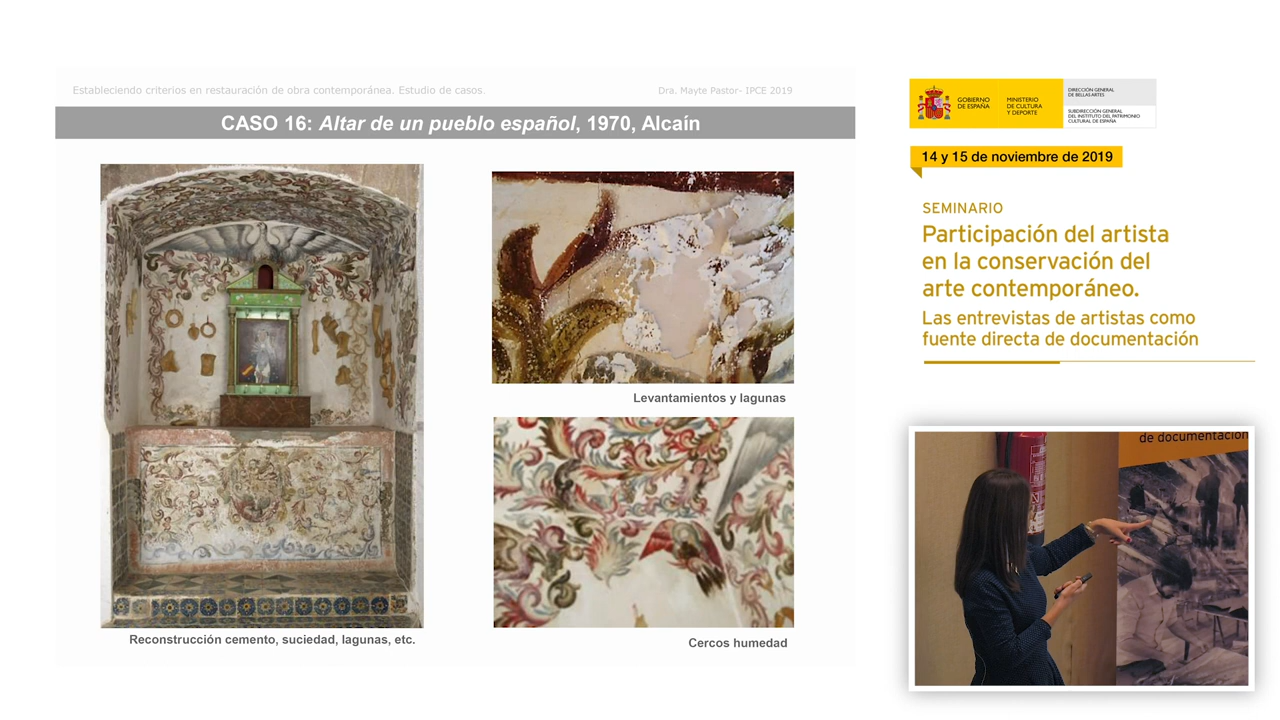 Estableciendo criterios en restauración de obra contemporánea. Estudio de casos.
Dra. Mayte Pastor- IPCE 2019
CASO 16: Altar de un pueblo español, 1970, Alcaín
Levantamientos y lagunas
Reconstrucción cemento, suciedad, lagunas, etc.
Cercos humedad
GOBIERNO
DE ESPAÑA
MINISTERIO
DE CULTURA
Y DEPORTE
DIRECCIÓN GENERAL
DE BELLAS ARTES
SUBDIRECCIÓN GENERAL
DEL INSTITUTO DEL PATRIMONIO
CULTURAL DE ESPAÑA
14 y 15 de noviembre de 2019
SEMINARIO
Participación del artista
en la conservación del
arte contemporáneo.
Las entrevistas de artistas como
fuente directa de documentación
de documentación